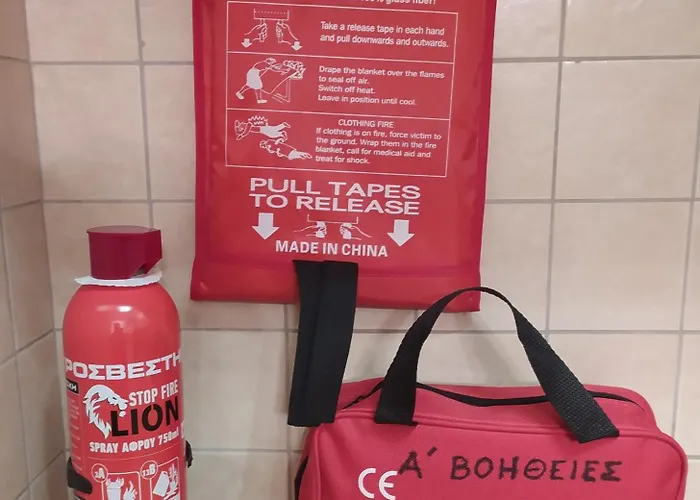 Take a release tape in each hand
and pull downwards and outwards.
Drape the blanket over the flames
to seal off air.
Switch off heat.
Leave in position until cool.
CLOTHING FIRE
If clothing is on fire, force victim to
the ground. Wrap them in the fire
blanket, call for medical aid and
treat for shock.
PULL TAPES
TO RELEASE
MADE IN CHINA
ΡΟΣΒΕΣΤΗ
STOP FIRE
LION
SPRAY ΑΦΡΟΥ 750ml
CE
Α΄ ΒΟΗΘΕΙΕΣ